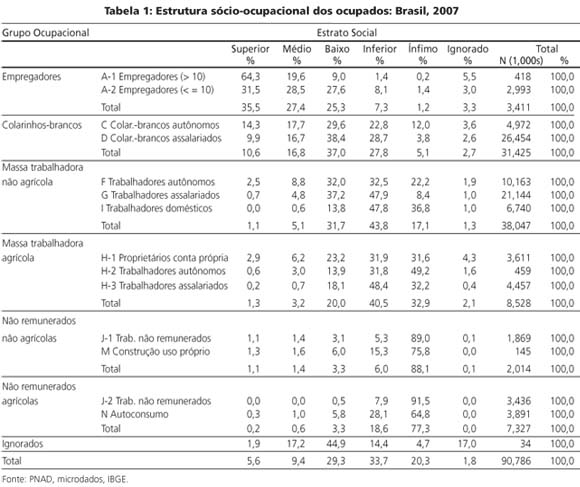 Tabela 1: Estrutura sócio-ocupacional dos ocupados: Brasil, 2007
Grupo Ocupacional Estrato Social
Superior Médio Baixo Inferior Ínfimo Ignorado Total
% % % % % % N (1,000s) %
Empregadores A-1 Empregadores (> 10) 64,3 19,6 9,0 1,4 0,2 5,5 418 100,0
A-2 Empregadores (< = 10) 31,5 28,5 27,6 8,1 1,4 3,0 2,993 100,0
Total 35,5 27,4 25,3 7,3 1,2 3,3 3,411 100,0
Colarinhos-brancos C Colar.-brancos autônomos 14,3 17,7 29,6 22,8 12,0 3,6 4,972 100,0
D Colar.-brancos assalariados 9,9 16,7 38,4 28,7 3,8 2,6 26,454 100,0
Total 10,6 16,8 37,0 27,8 5,1 2,7 31,425 100,0
Massa trabalhadora
não agrícola F Trabalhadores autônomos 2,5 8,8 32,0 32,5 22,2 1,9 10,163 100,0
G Trabalhadores assalariados 0,7 4,8 37,2 47,9 8,4 1,0 21,144 100,0
I Trabalhadores domésticos 0,0 0,6 13,8 47,8 36,8 1,0 6,740 100,0
Total 1,1 5,1 31,7 43,8 17,1 1,3 38,047 100,0
Massa trabalhadora
agrícola H-1 Proprietários conta própria 2,9 6,2 23,2 31,9 31,6 4,3 3,611 100,0
H-2 Trabalhadores autônomos 0,6 3,0 13,9 31,8 49,2 1,6 459 100,0
H-3 Trabalhadores assalariados 0,2 0,7 18,1 48,4 32,2 0,4 4,457 100,0
Total 1,3 3,2 20,0 40,5 32,9 2,1 8,528 100,0
Não remunerados
não agrícolas J-1 Trab. não remunerados 1,1 1,4 3,1 5,3 89,0 0,1 1,869 100,0
M Construção uso próprio 1,3 1,6 6,0 15,3 75,8 0,0 145 100,0
Total 1,1 1,4 3,3 6,0 88,1 0,1 2,014 100,0
Não remunerados
agrícolas J-2 Trab. não remunerados 0,0 0,0 0,5 7,9 91,5 0,0 3,436 100,0
N Autoconsumo 0,3 1,0 5,8 28,1 64,8 0,0 3,891 100,0
Total 0,2 0,6 3,3 18,6 77,3 0,0 7,327 100,0
Ignorados 1,9 17,2 44,9 14,4 4,7 17,0 34 100,0
Total 5,6 9,4 29,3 33,7 20,3 1,8 90,786 100,0
Fonte: PNAD, microdados, IBGE.